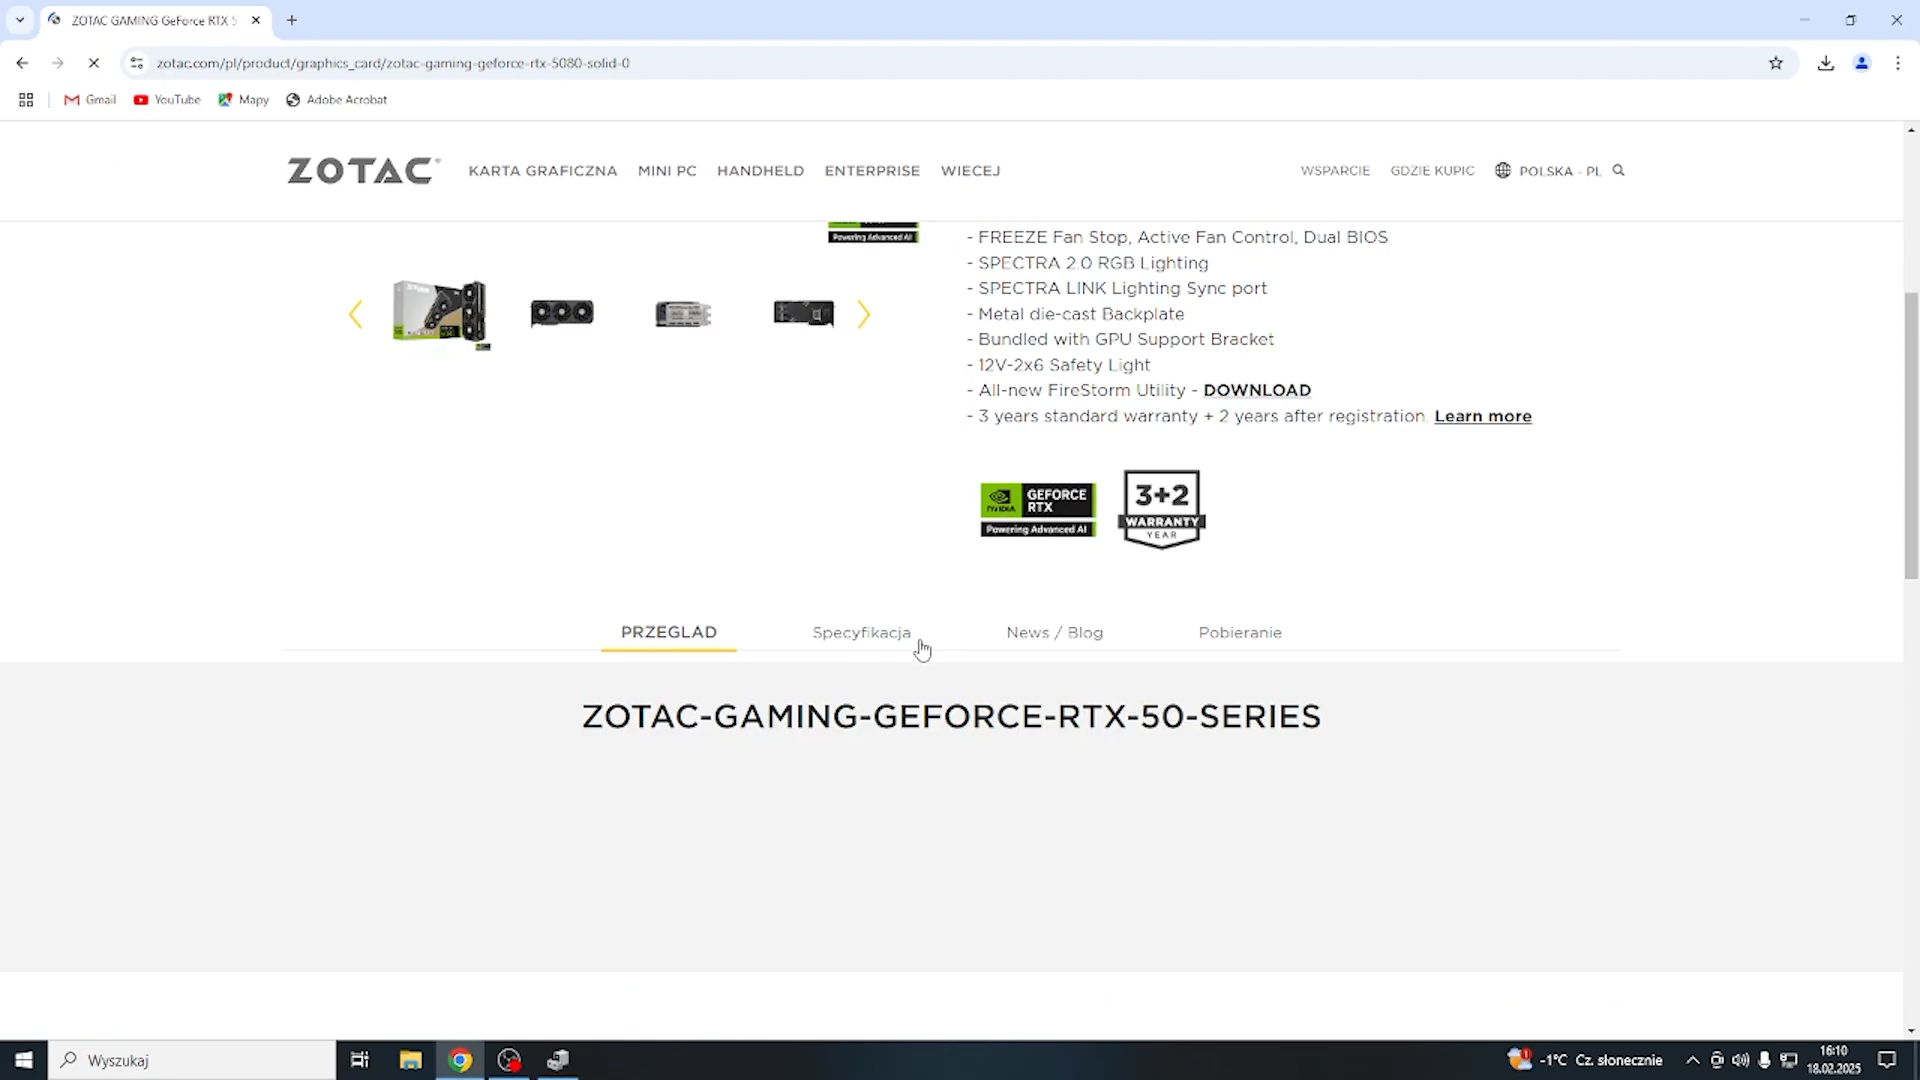 ZOTAC GAMING GeForce RTX 5
zotac.com/pl/product/graphics_card/zotac-gaming-geforce-rtx-5080-solid-0
Gmail
YouTube
Mapy
Adobe Acrobat
ZOTAC
KARTA GRAFICZNA
MINI PC
HANDHELD
ENTERPRISE
WIECEJ
WSPARCIE
GDZIE KUPIC
POLSKA - PL
Powering Advanced AI
- FREEZE Fan Stop, Active Fan Control, Dual BIOS
- SPECTRA 2.0 RGB Lighting
- SPECTRA LINK Lighting Sync port
- Metal die-cast Backplate
- Bundled with GPU Support Bracket
- 12V-2x6 Safety Light
- All-new FireStorm Utility - DOWNLOAD
- 3 years standard warranty + 2 years after registration. Learn more
NVIDIA
GEFORCE
RTX
Powering Advanced AI
3+2
WARRANTY
YEAR
PRZEGLAD
Specyfikacja
News / Blog
Pobieranie
ZOTAC-GAMING-GEFORCE-RTX-50-SERIES
Wyszukaj
-1°C Cz. słonecznie
16:10
18.02.2025